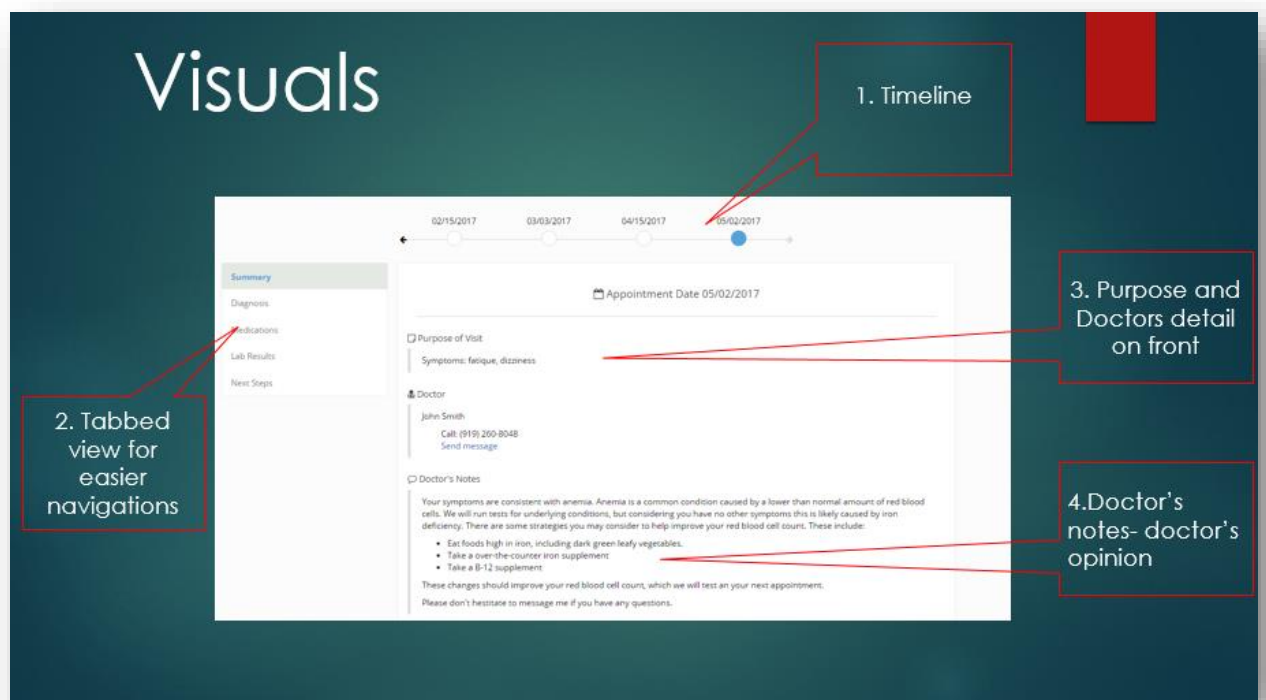 Visuals
1. Timeline
02/15/2017 03/03/2017 04/15/2017 05/02/2017
Summery
Diagnosis
Medications
Lab Results
Next Steps
Appointment Date 05/02/2017
Purpose of Visit
Symptoms: fatique, dizziness
Doctor
John Smith
Call: (919) 260-8048
Send message
Doctor's Notes
Your symptoms are consistent with anemia. Anemia is a common condition caused by a lower than normal amount of red blood
cells. We will run tests for underlying conditions, but considering you have no other symptoms this is likely caused by iron
deficiency. There are some strategies you may consider to help improve your red blood cell count. These include:
• Eat foods high in iron, including dark green leafy vegetables.
• Take a over-the-counter iron supplement
• Take a B-12 supplement
These changes should improve your red blood cell count, which we will test an your next appointment.
Please don't hestitate to message me if you have any questions.
2. Tabbed
view for
easier
navigations
3. Purpose and
Doctors detail
on front
4.Doctor's
notes- doctor's
opinion